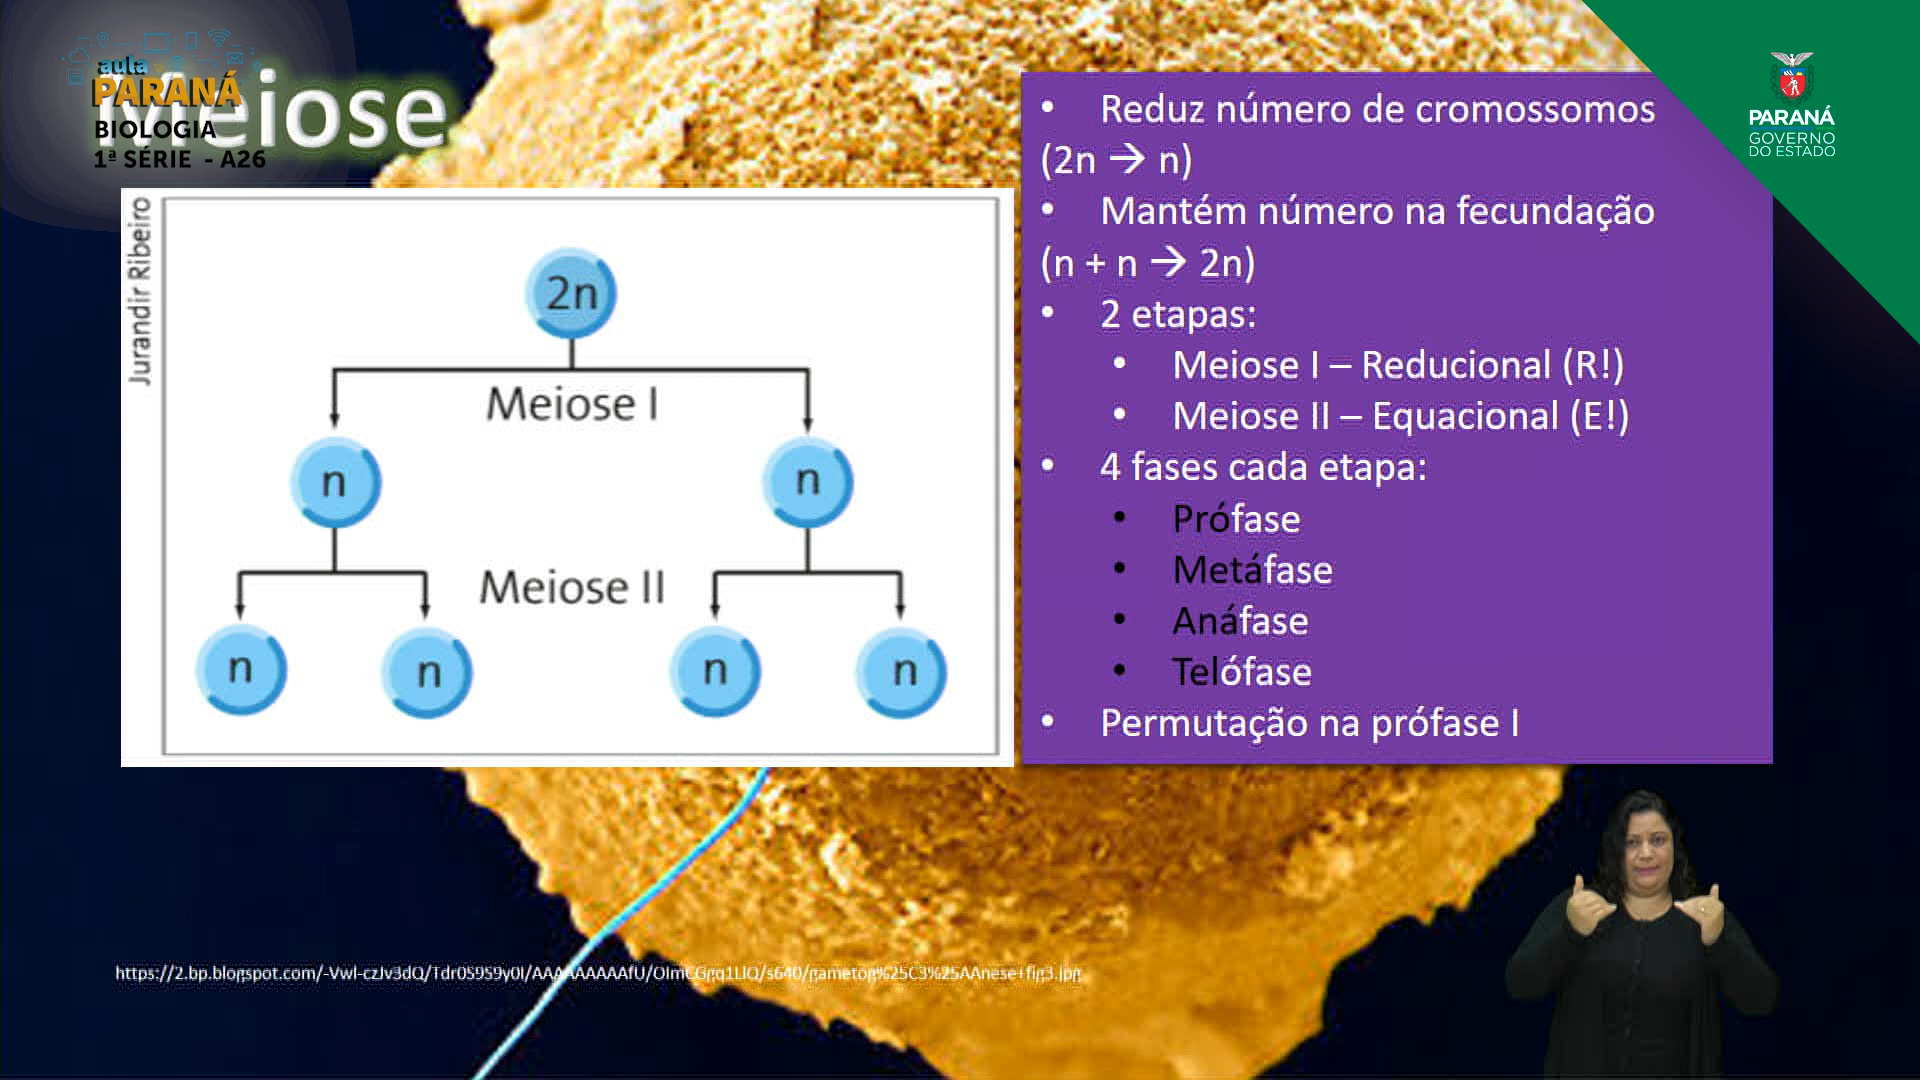 Meiose
aula
PARANÁ
BIOLOGIA
1ª SÉRIE - A26
Jurandir Ribeiro
2n
Meiose I
n
n
Meiose II
n
n
n
n
• Reduz número de cromossomos
(2n → n)
• Mantém número na fecundação
(n + n → 2n)
• 2 etapas:
• Meiose I – Reducional (R!)
• Meiose II – Equacional (E!)
• 4 fases cada etapa:
• Prófase
• Metáfase
• Anáfase
• Telófase
• Permutação na prófase I
PARANÁ
GOVERNO
DO ESTADO